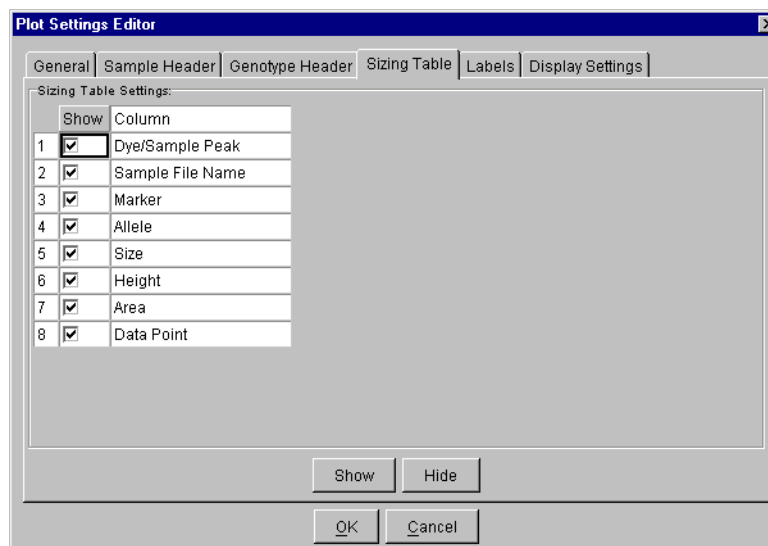 Plot Settings Editor
General Sample Header Genotype Header Sizing Table Labels Display Settings
Sizing Table Settings:
Show Column
1 Dye/Sample Peak
2 Sample File Name
3 Marker
4 Allele
5 Size
6 Height
7 Area
8 Data Point
Show Hide
OK Cancel